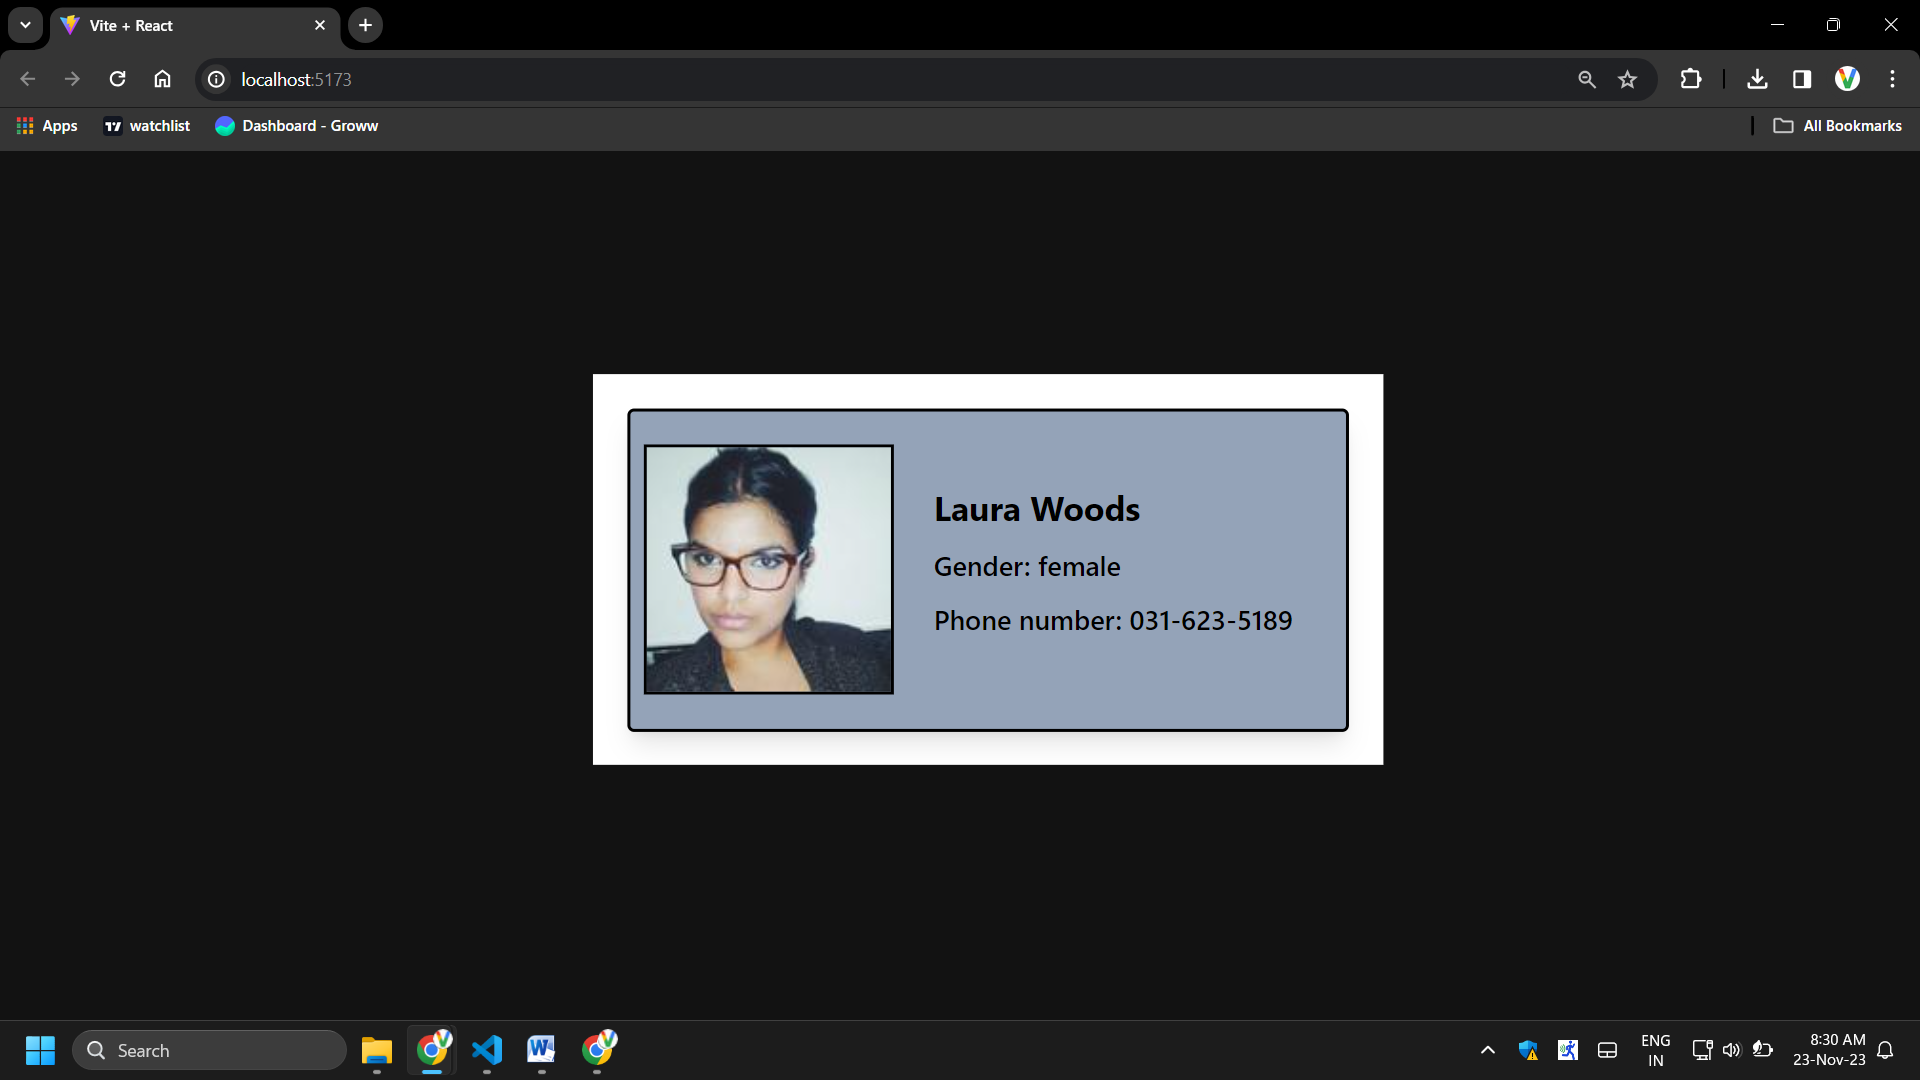 Vite + React
localhost:5173
Apps
watchlist
Dashboard - Groww
All Bookmarks
Laura Woods
Gender: female
Phone number: 031-623-5189
Search
ENG
IN
8:30 AM
23-Nov-23